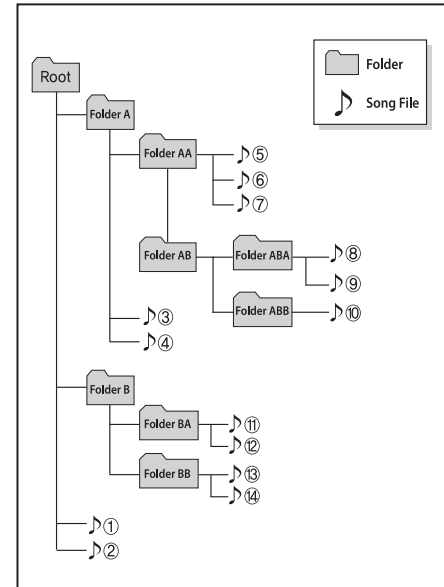 Root
Folder
Song File
Folder A
Folder AA
⑤
⑥
⑦
Folder AB
Folder ABA
⑧
⑨
Folder ABB
⑩
③
④
Folder B
Folder BA
⑪
⑫
Folder BB
⑬
⑭
①
②